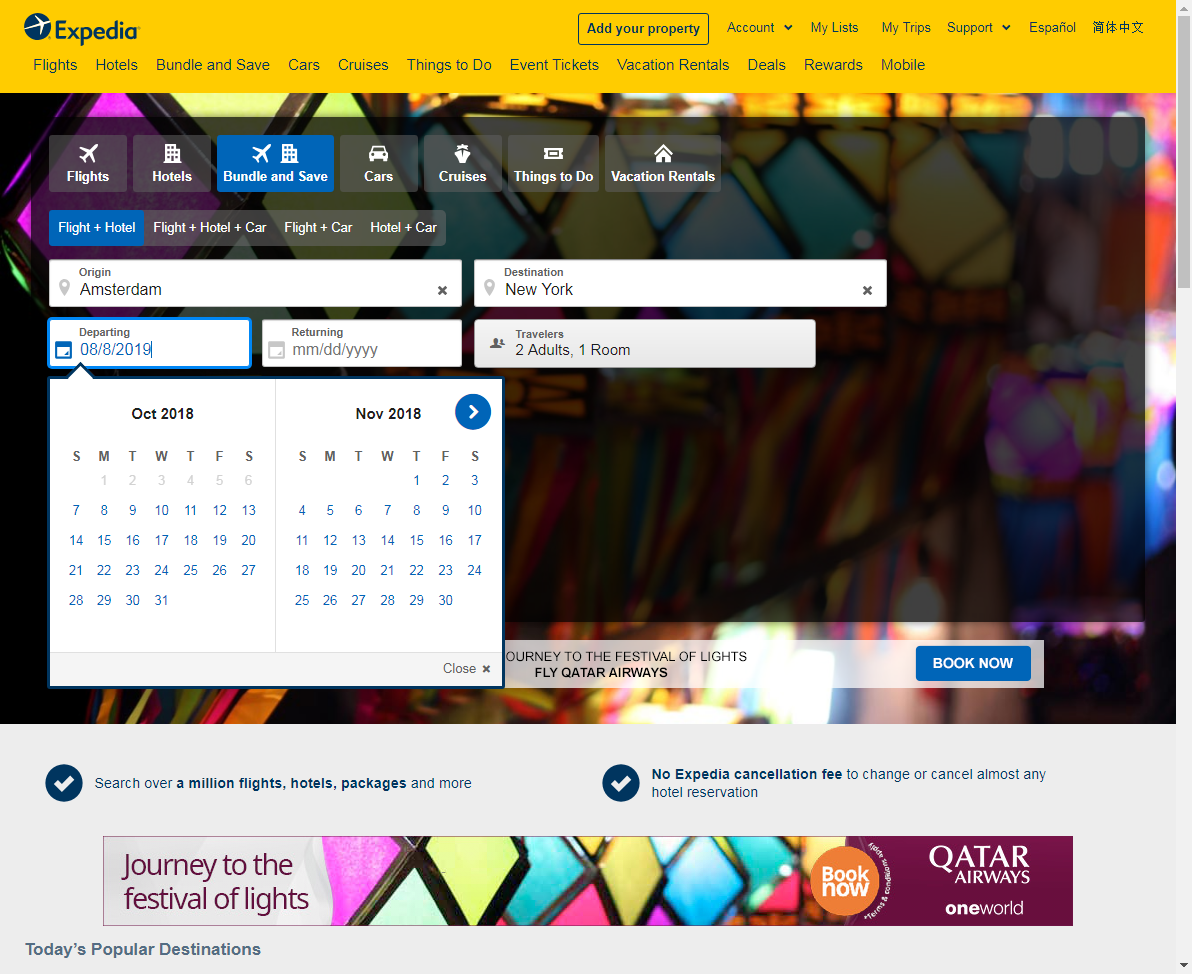 Expedia
Add your property
Account
My Lists
My Trips
Support
Español
简体中文
Flights Hotels Bundle and Save Cars Cruises Things to Do Event Tickets Vacation Rentals Deals Rewards Mobile
Flights Hotels Bundle and Save Cars Cruises Things to Do Vacation Rentals
Flight + Hotel Flight + Hotel + Car Flight + Car Hotel + Car
Origin
Amsterdam
Destination
New York
Departing
08/8/2019
Returning
mm/dd/yyyy
Travelers
2 Adults, 1 Room
Oct 2018
S M T W T F S
1 2 3 4 5 6
7 8 9 10 11 12 13
14 15 16 17 18 19 20
21 22 23 24 25 26 27
28 29 30 31
Nov 2018
S M T W T F S
1 2 3
4 5 6 7 8 9 10
11 12 13 14 15 16 17
18 19 20 21 22 23 24
25 26 27 28 29 30
Close
OURNEY TO THE FESTIVAL OF LIGHTS
FLY QATAR AIRWAYS
BOOK NOW
Search over a million flights, hotels, packages and more
No Expedia cancellation fee to change or cancel almost any
hotel reservation
Journey to the
festival of lights
Book
now
*Terms & conditions apply
QATAR
AIRWAYS
oneworld
Today's Popular Destinations